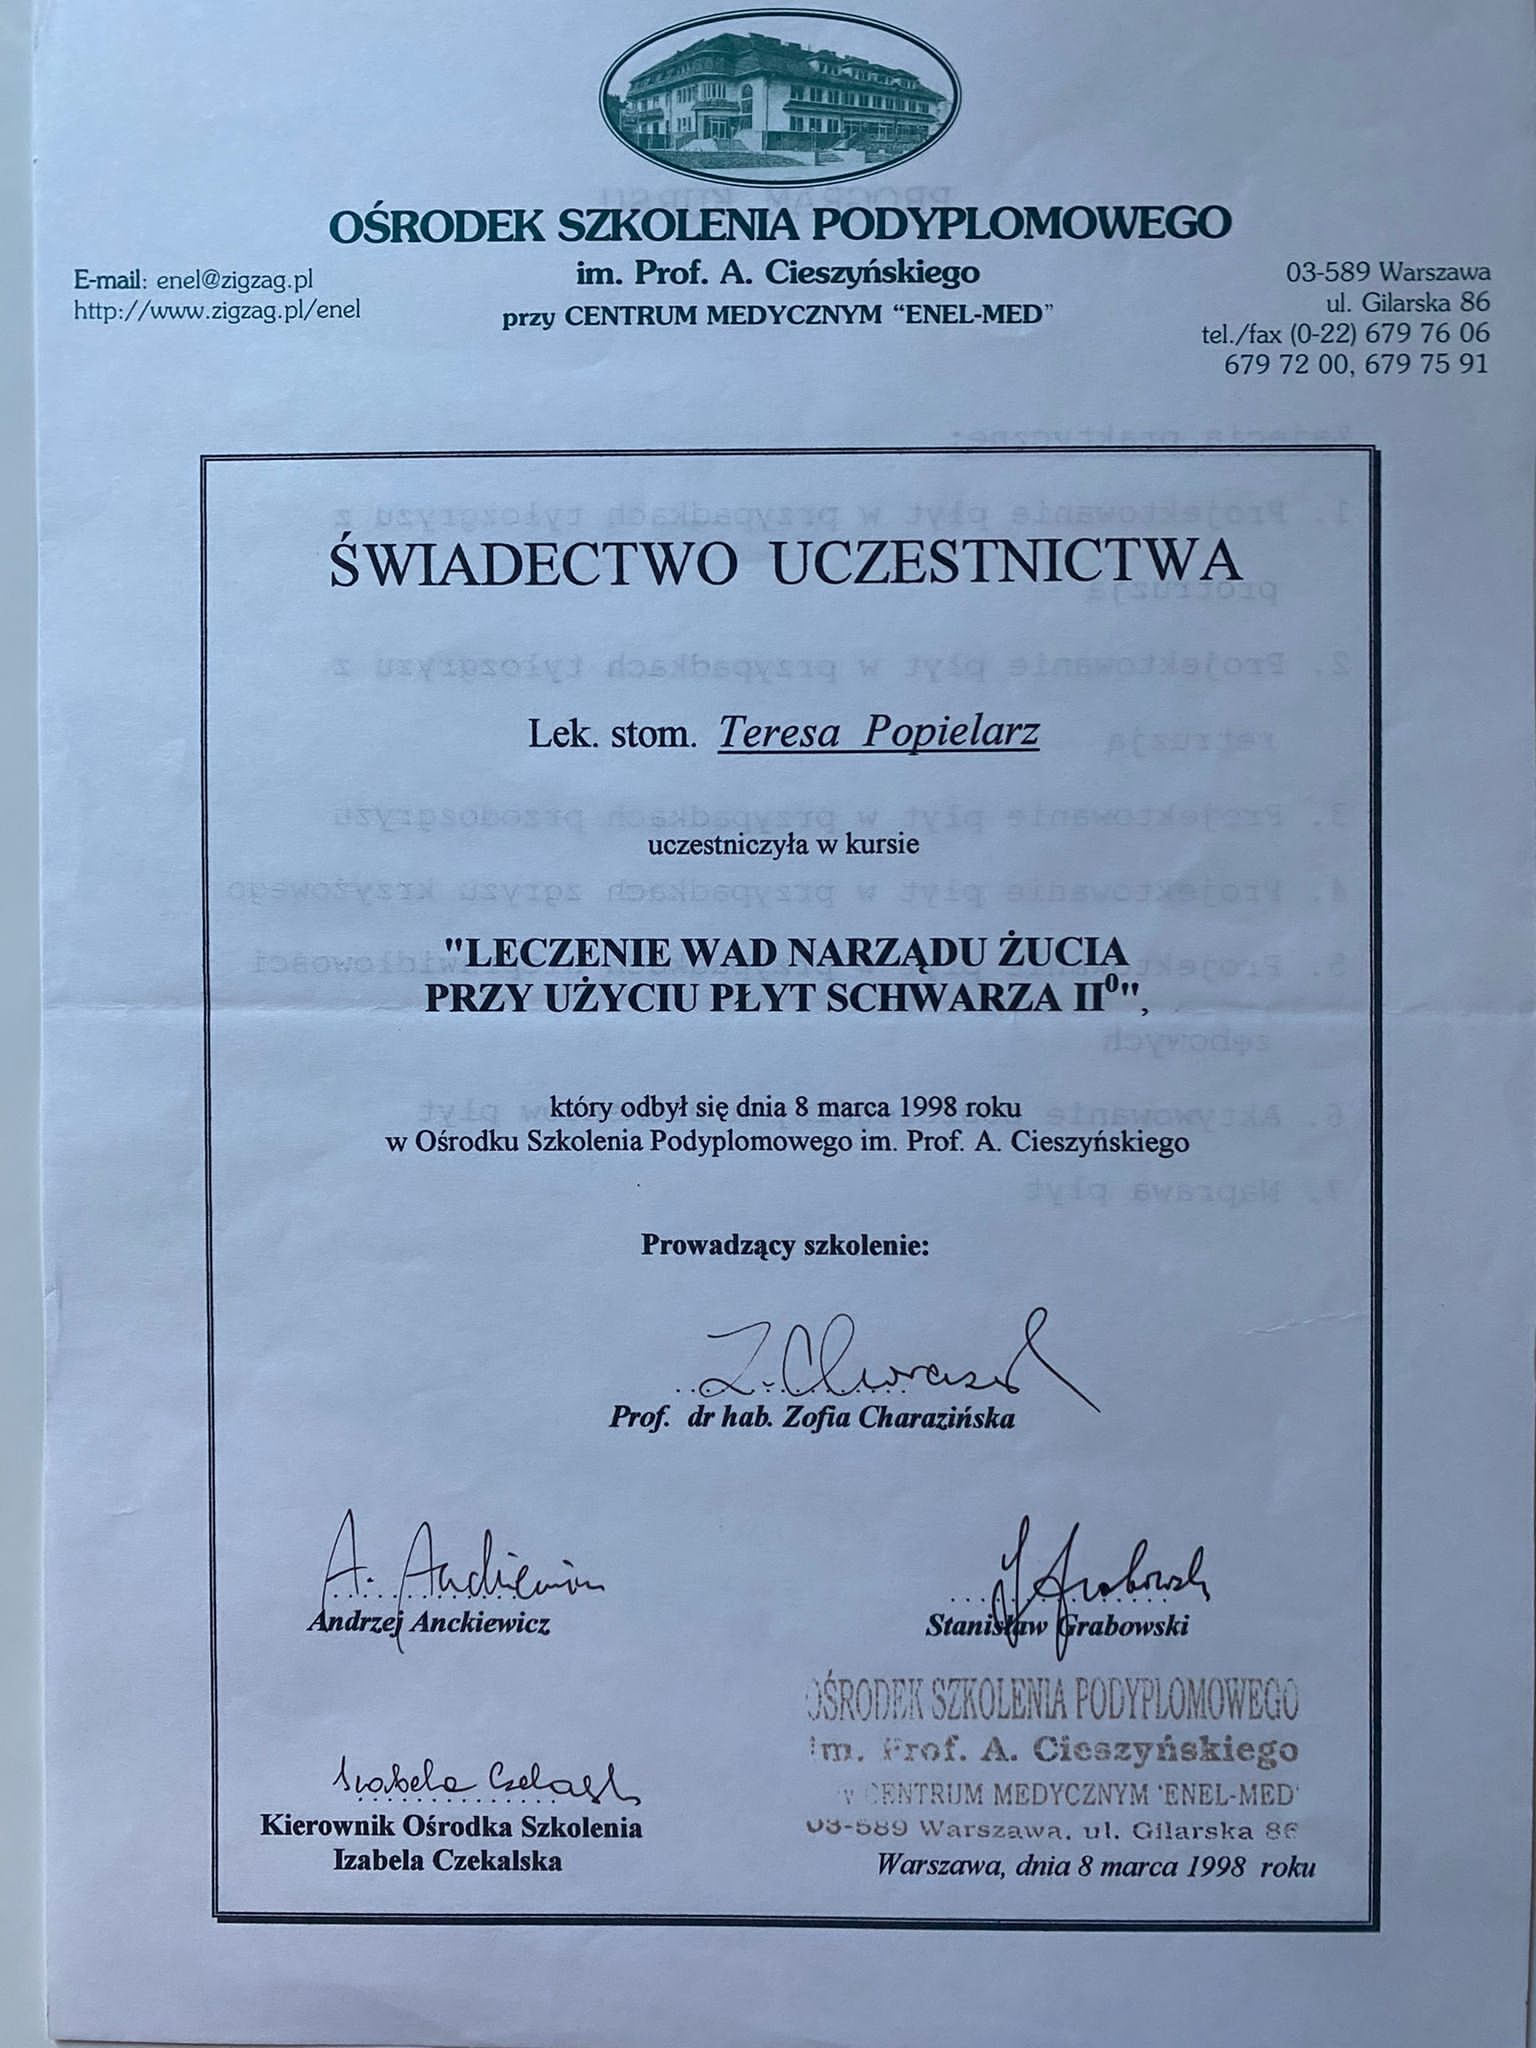 OŚRODEK SZKOLENIA PODYPLOMOWEGO
im. Prof. A. Cieszyńskiego
przy CENTRUM MEDYCZNYM “ENEL-MED”
E-mail: enel@zigzag.pl
http://www.zigzag.pl/enel
03-589 Warszawa
ul. Gilarska 86
tel./fax (0-22) 679 76 06
679 72 00, 679 75 91
ŚWIADECTWO UCZESTNICTWA
Lek. stom. Teresa Popielarz
uczestniczyła w kursie
"LECZENIE WAD NARZĄDU ŻUCIA
PRZY UŻYCIU PŁYT SCHWARZA II⁰",
który odbył się dnia 8 marca 1998 roku
w Ośrodku Szkolenia Podyplomowego im. Prof. A. Cieszyńskiego
Prowadzący szkolenie:
Prof. dr hab. Zofia Charazińska
Andrzej Anckiewicz
Stanisław Grabowski
OŚRODEK SZKOLENIA PODYPLOMOWEGO
im. Prof. A. Cieszyńskiego
CENTRUM MEDYCZNYM 'ENEL-MED'
03-589 Warszawa, ul. Gilarska 86
Kierownik Ośrodka Szkolenia
Izabela Czekalska
Warszawa, dnia 8 marca 1998 roku